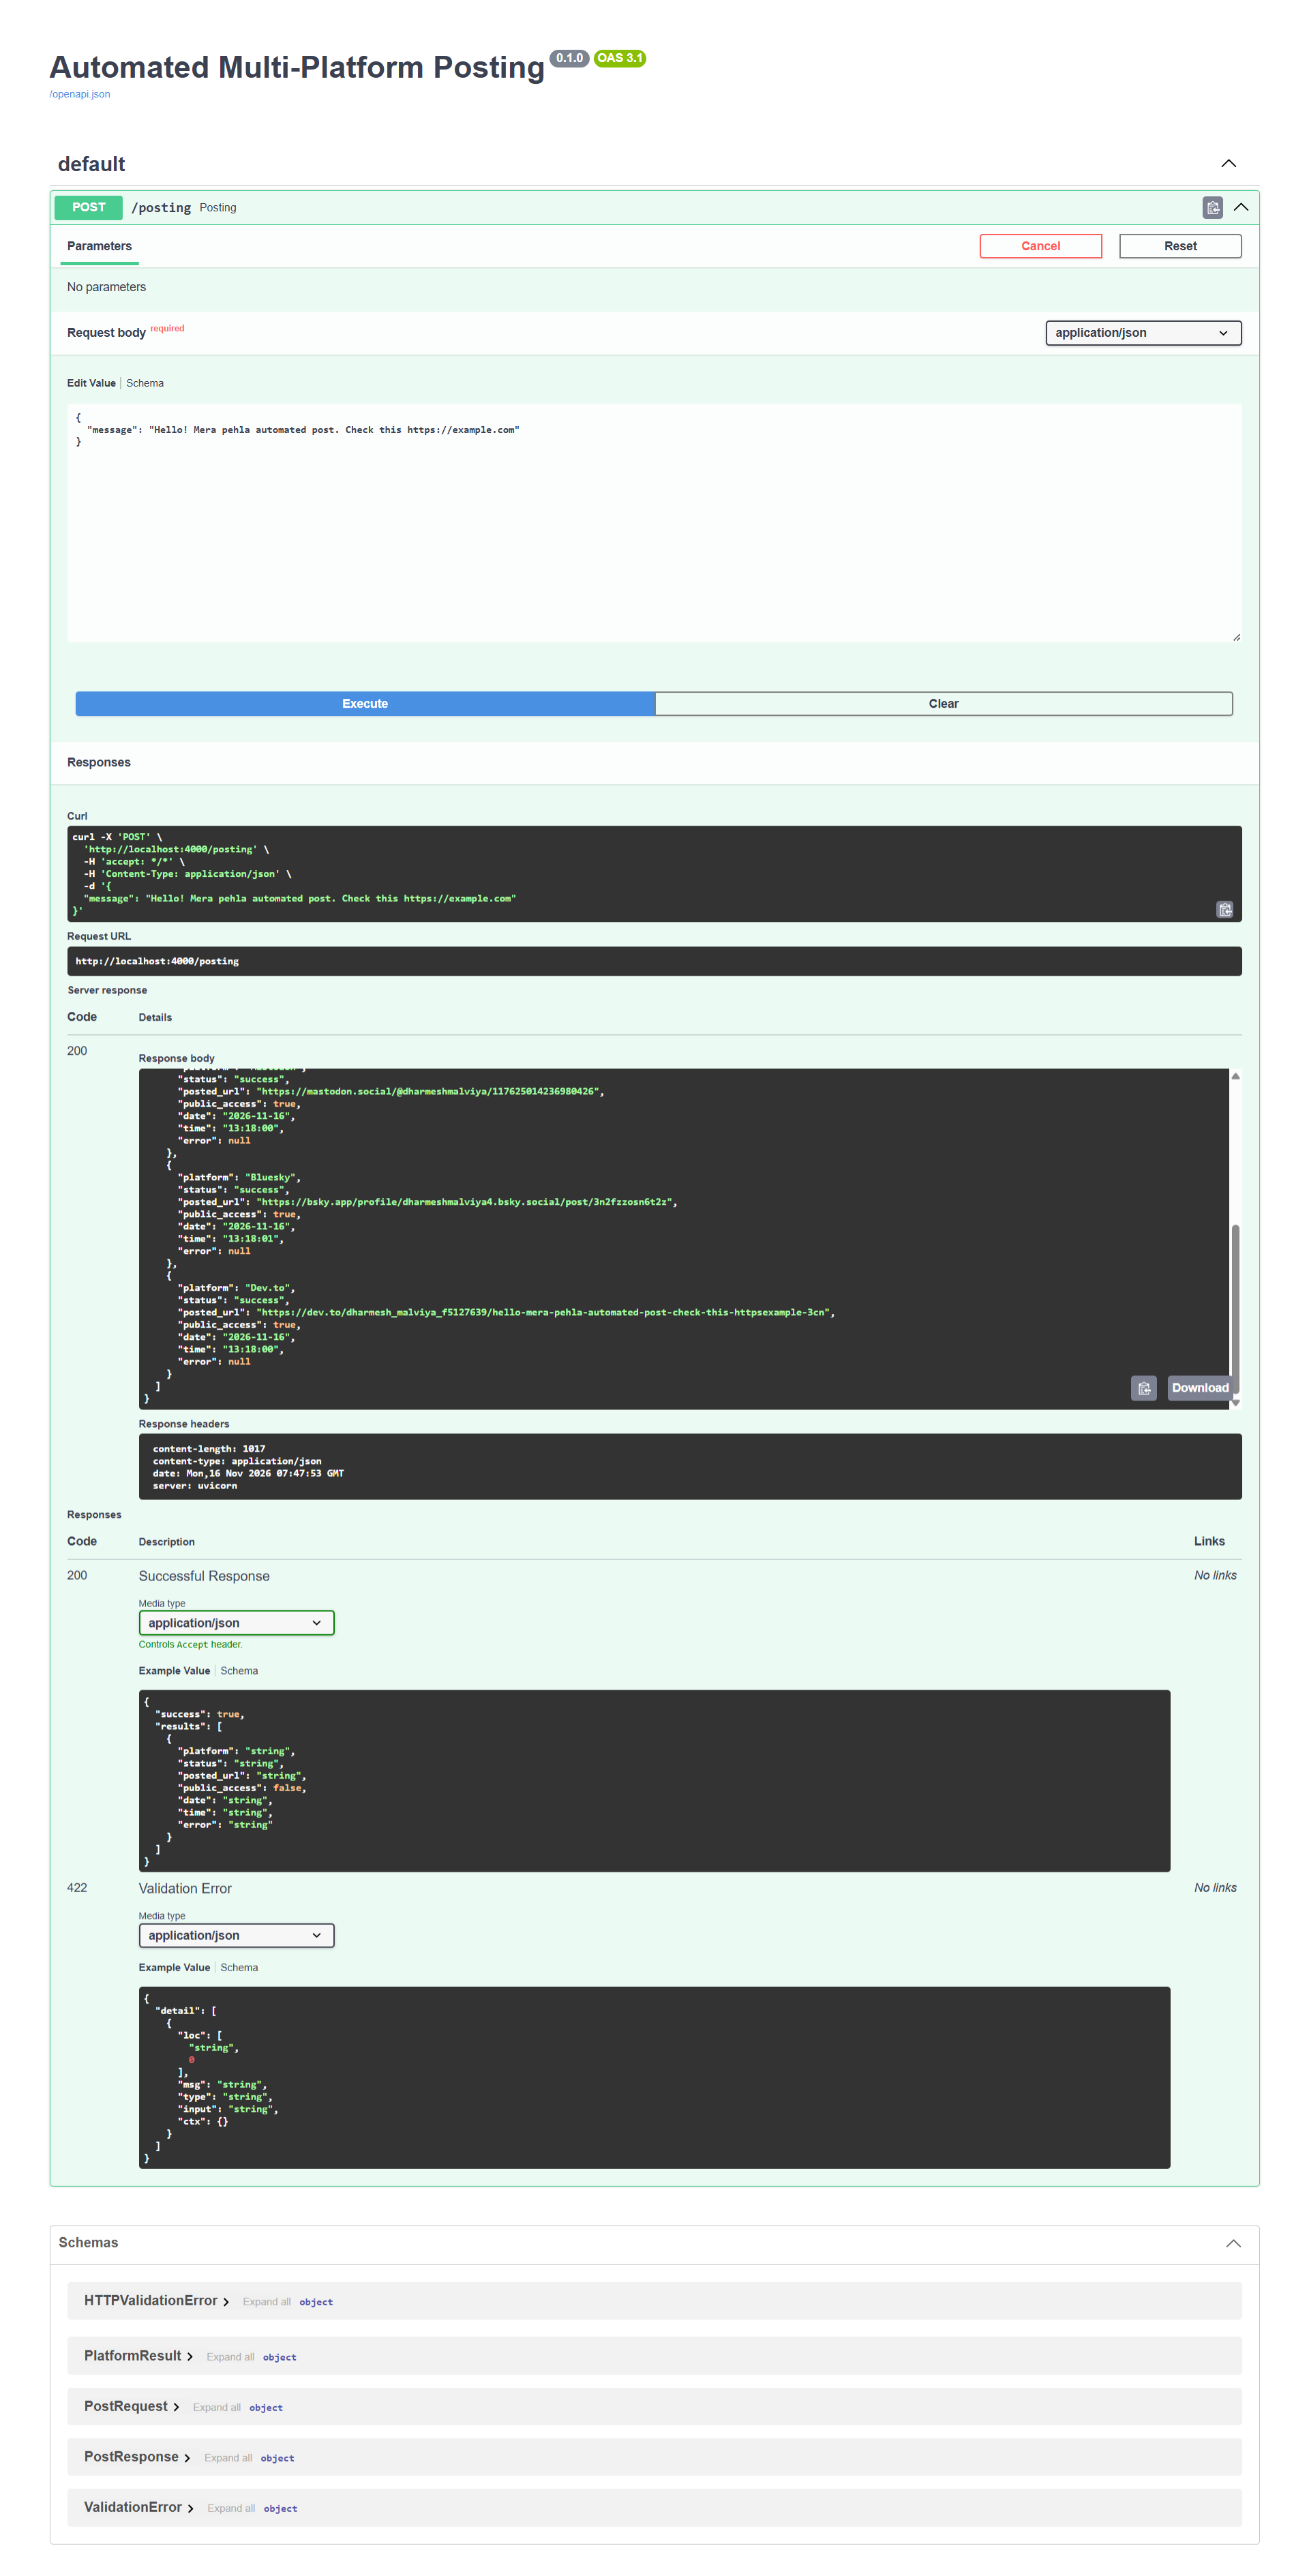 Automated Multi-Platform Posting 0.1.0 OAS 3.1
/openapi.json
default
POST /posting Posting
Parameters
Cancel
Reset
No parameters
Request body required
application/json
Edit Value | Schema
{
  "message": "Hello! Mera pehla automated post. Check this https://example.com"
}
Execute
Clear
Responses
Curl
curl -X 'POST' \
  'http://localhost:4000/posting' \
  -H 'accept: */*' \
  -H 'Content-Type: application/json' \
  -d '{
  "message": "Hello! Mera pehla automated post. Check this https://example.com"
}'
Request URL
http://localhost:4000/posting
Server response
Code Details
200
Response body
      "platform": "Mastodon",
      "status": "success",
      "posted_url": "https://mastodon.social/@dharmeshmalviya/117625014236980426",
      "public_access": true,
      "date": "2026-11-16",
      "time": "13:18:00",
      "error": null
    },
    {
      "platform": "Bluesky",
      "status": "success",
      "posted_url": "https://bsky.app/profile/dharmeshmalviya4.bsky.social/post/3n2fzzosn6t2z",
      "public_access": true,
      "date": "2026-11-16",
      "time": "13:18:01",
      "error": null
    },
    {
      "platform": "Dev.to",
      "status": "success",
      "posted_url": "https://dev.to/dharmesh_malviya_f5127639/hello-mera-pehla-automated-post-check-this-httpsexample-3cn",
      "public_access": true,
      "date": "2026-11-16",
      "time": "13:18:00",
      "error": null
    }
  ]
}
Download
Response headers
content-length: 1017
content-type: application/json
date: Mon,16 Nov 2026 07:47:53 GMT
server: uvicorn
Responses
Code Description Links
200 Successful Response No links
Media type
application/json
Controls Accept header.
Example Value | Schema
{
  "success": true,
  "results": [
    {
      "platform": "string",
      "status": "string",
      "posted_url": "string",
      "public_access": false,
      "date": "string",
      "time": "string",
      "error": "string"
    }
  ]
}
422 Validation Error No links
Media type
application/json
Example Value | Schema
{
  "detail": [
    {
      "loc": [
        "string",
        0
      ],
      "msg": "string",
      "type": "string",
      "input": "string",
      "ctx": {}
    }
  ]
}
Schemas
HTTPValidationError Expand all object
PlatformResult Expand all object
PostRequest Expand all object
PostResponse Expand all object
ValidationError Expand all object